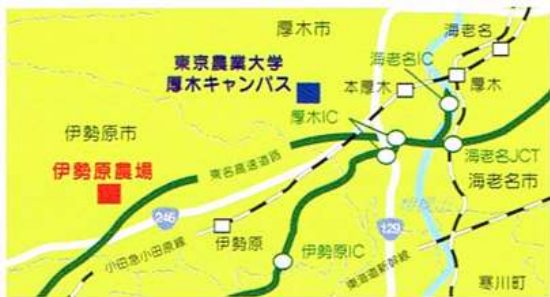 厚木市
海老名
海老名IC
東京農業大学
厚木キャンパス
本厚木
厚木
厚木IC
伊勢原市
東名高速道路
海老名JCT
伊勢原農場
海老名市
246
伊勢原
129
伊勢原IC
小田急小田原線
東海道新幹線
寒川町